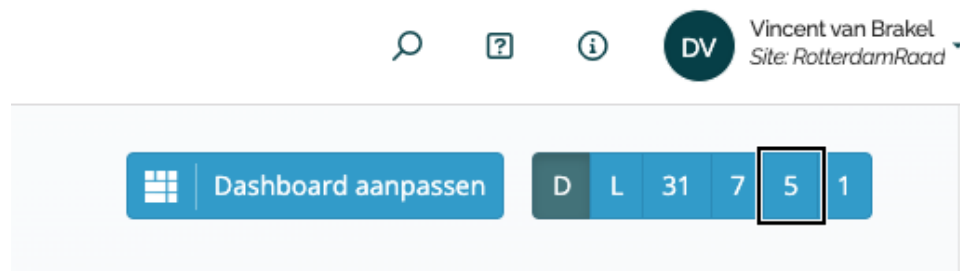 Vincent van Brakel
DV
Site: RotterdamRaad
Dashboard aanpassen
D L 31 7 5 1